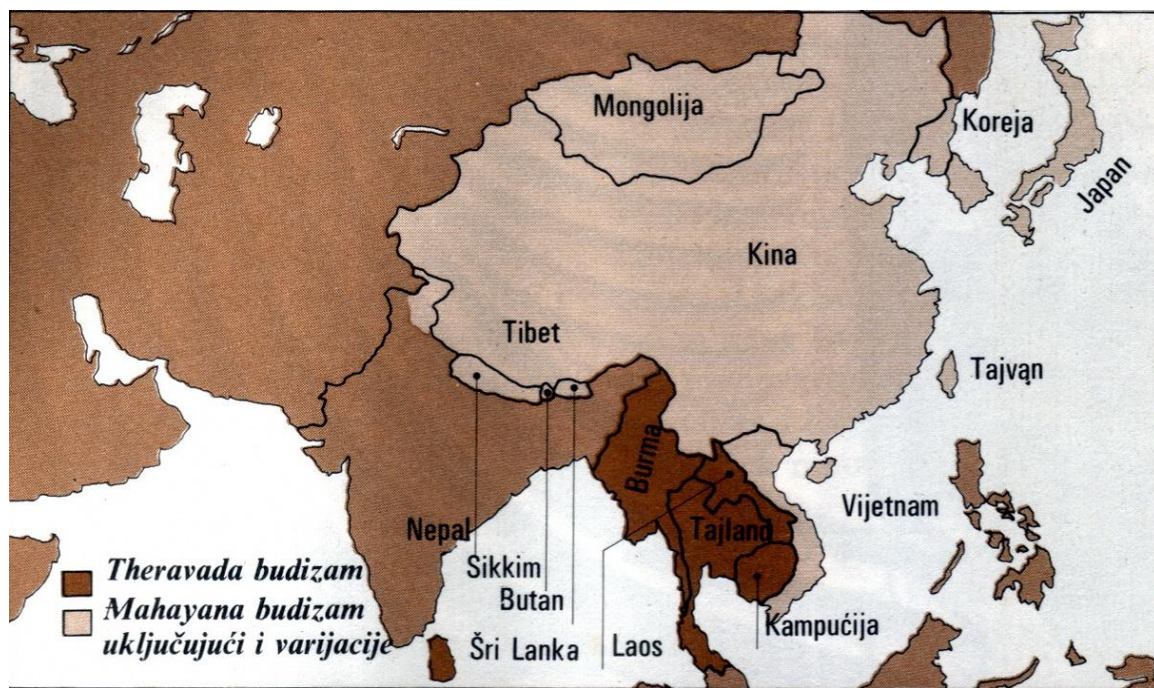 Mongolija
Koreja
Japan
Kina
Tibet
Tajvan
Burma
Vijetnam
Nepal
Tajland
Sikkim
Butan
Kampućija
Šri Lanka
Laos
Theravada budizam
Mahayana budizam
uključujući i varijacije